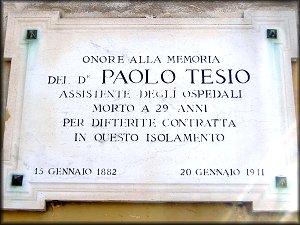 ONORE ALLA MEMORIA
DEL Dr PAOLO TESIO
ASSISTENTE DEGLI OSPEDALI
MORTO A 29 ANNI
PER DIFTERITE CONTRATTA
IN QUESTO ISOLAMENTO
15 GENNAIO 1882 20 GENNAIO 1911